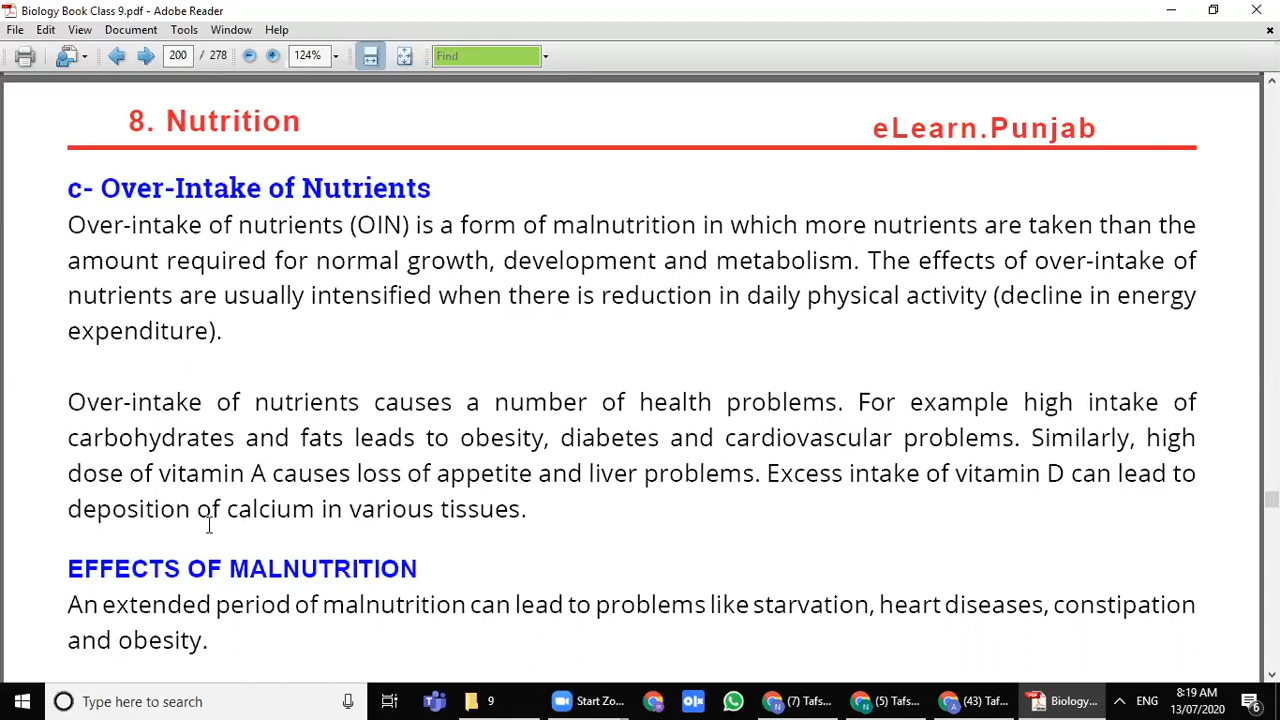 Biology Book Class 9.pdf - Adobe Reader
File Edit View Document Tools Window Help
200 / 278 124% Find
8. Nutrition
eLearn.Punjab
c- Over-Intake of Nutrients
Over-intake of nutrients (OIN) is a form of malnutrition in which more nutrients are taken than the
amount required for normal growth, development and metabolism. The effects of over-intake of
nutrients are usually intensified when there is reduction in daily physical activity (decline in energy
expenditure).
Over-intake of nutrients causes a number of health problems. For example high intake of
carbohydrates and fats leads to obesity, diabetes and cardiovascular problems. Similarly, high
dose of vitamin A causes loss of appetite and liver problems. Excess intake of vitamin D can lead to
deposition of calcium in various tissues.
EFFECTS OF MALNUTRITION
An extended period of malnutrition can lead to problems like starvation, heart diseases, constipation
and obesity.
Type here to search 9 Start Zo... (7) Tafs... (5) Tafs... (43) Taf... Biology... ENG
8:19 AM
13/07/2020
6